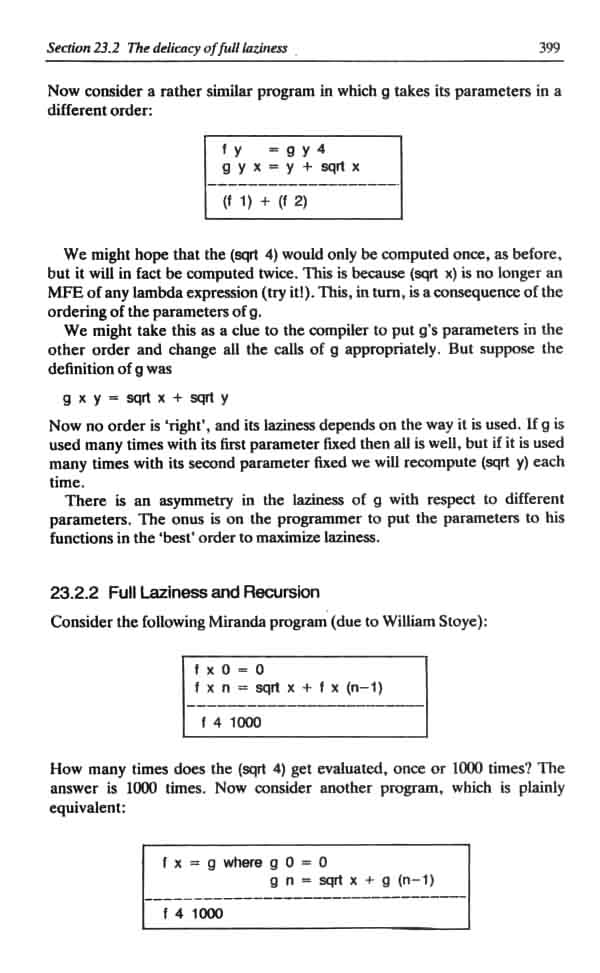 Section 23.2 The delicacy of full laziness 399
Now consider a rather similar program in which g takes its parameters in a
different order:
f y = g y 4
g y x = y + sqrt x
(f 1) + (f 2)
We might hope that the (sqrt 4) would only be computed once, as before,
but it will in fact be computed twice. This is because (sqrt x) is no longer an
MFE of any lambda expression (try it!). This, in turn, is a consequence of the
ordering of the parameters of g.
We might take this as a clue to the compiler to put g's parameters in the
other order and change all the calls of g appropriately. But suppose the
definition of g was
g x y = sqrt x + sqrt y
Now no order is 'right', and its laziness depends on the way it is used. If g is
used many times with its first parameter fixed then all is well, but if it is used
many times with its second parameter fixed we will recompute (sqrt y) each
time.
There is an asymmetry in the laziness of g with respect to different
parameters. The onus is on the programmer to put the parameters to his
functions in the 'best' order to maximize laziness.
23.2.2 Full Laziness and Recursion
Consider the following Miranda program (due to William Stoye):
f x 0 = 0
f x n = sqrt x + f x (n-1)
f 4 1000
How many times does the (sqrt 4) get evaluated, once or 1000 times? The
answer is 1000 times. Now consider another program, which is plainly
equivalent:
f x = g where g 0 = 0
g n = sqrt x + g (n-1)
f 4 1000